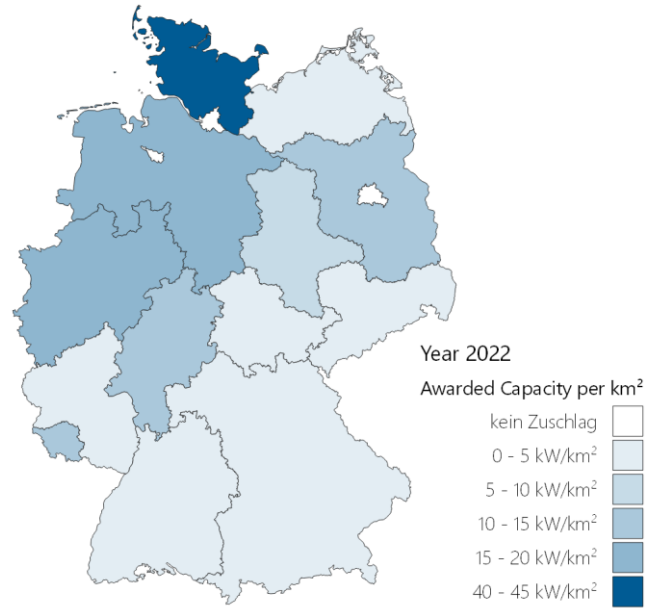 Year 2022
Awarded Capacity per km²
kein Zuschlag
0 - 5 kW/km²
5 - 10 kW/km²
10 - 15 kW/km²
15 - 20 kW/km²
40 - 45 kW/km²